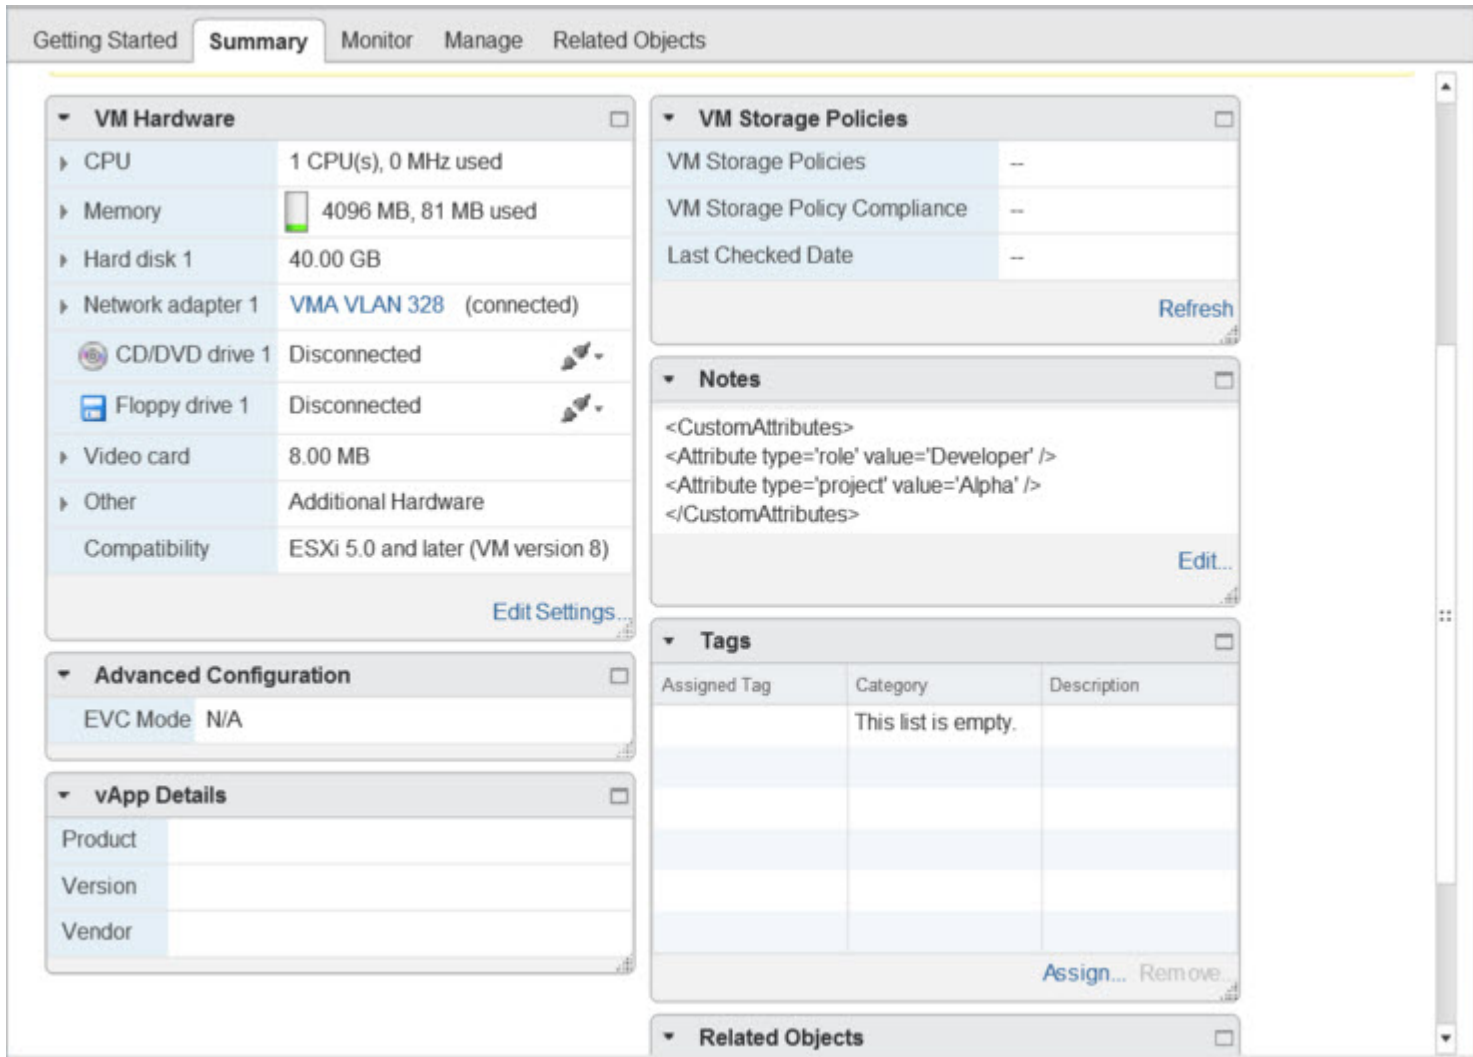 Getting Started Summary Monitor Manage Related Objects
VM Hardware
CPU 1 CPU(s), 0 MHz used
Memory 4096 MB, 81 MB used
Hard disk 1 40.00 GB
Network adapter 1 VMA VLAN 328 (connected)
CD/DVD drive 1 Disconnected
Floppy drive 1 Disconnected
Video card 8.00 MB
Other Additional Hardware
Compatibility ESXi 5.0 and later (VM version 8)
Edit Settings...
Advanced Configuration
EVC Mode N/A
vApp Details
Product
Version
Vendor
VM Storage Policies
VM Storage Policies --
VM Storage Policy Compliance --
Last Checked Date --
Refresh
Notes
<CustomAttributes>
<Attribute type='role' value='Developer' />
<Attribute type='project' value='Alpha' />
</CustomAttributes>
Edit...
Tags
Assigned Tag Category Description
This list is empty.
Assign... Remove...
Related Objects